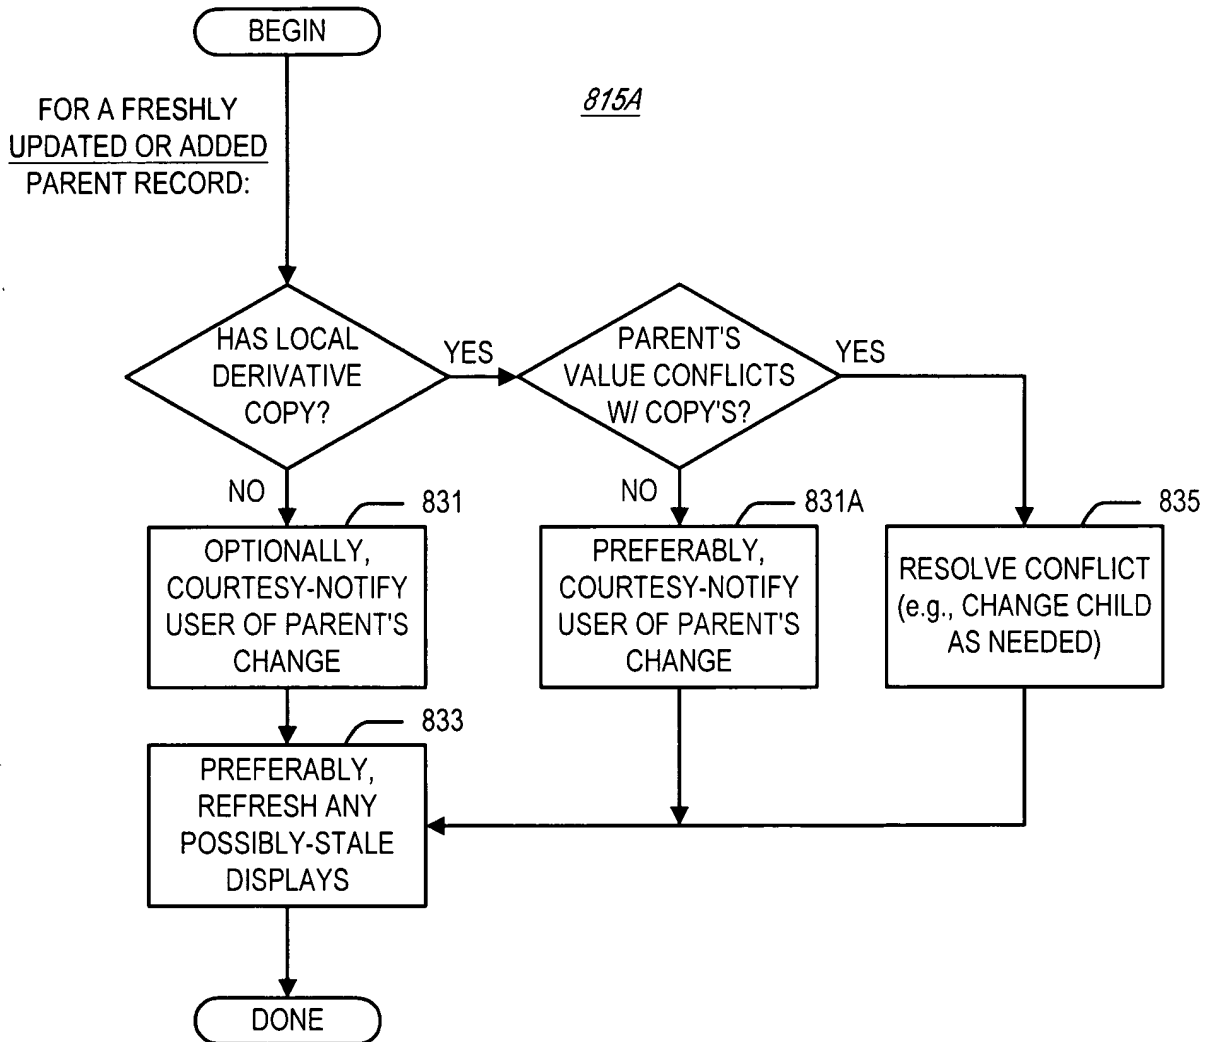 BEGIN
FOR A FRESHLY
UPDATED OR ADDED
PARENT RECORD:
815A
HAS LOCAL
DERIVATIVE
COPY?
YES
PARENT'S
VALUE CONFLICTS
W/ COPY'S?
YES
NO
831
OPTIONALLY,
COURTESY-NOTIFY
USER OF PARENT'S
CHANGE
NO
831A
PREFERABLY,
COURTESY-NOTIFY
USER OF PARENT'S
CHANGE
835
RESOLVE CONFLICT
(e.g., CHANGE CHILD
AS NEEDED)
833
PREFERABLY,
REFRESH ANY
POSSIBLY-STALE
DISPLAYS
DONE